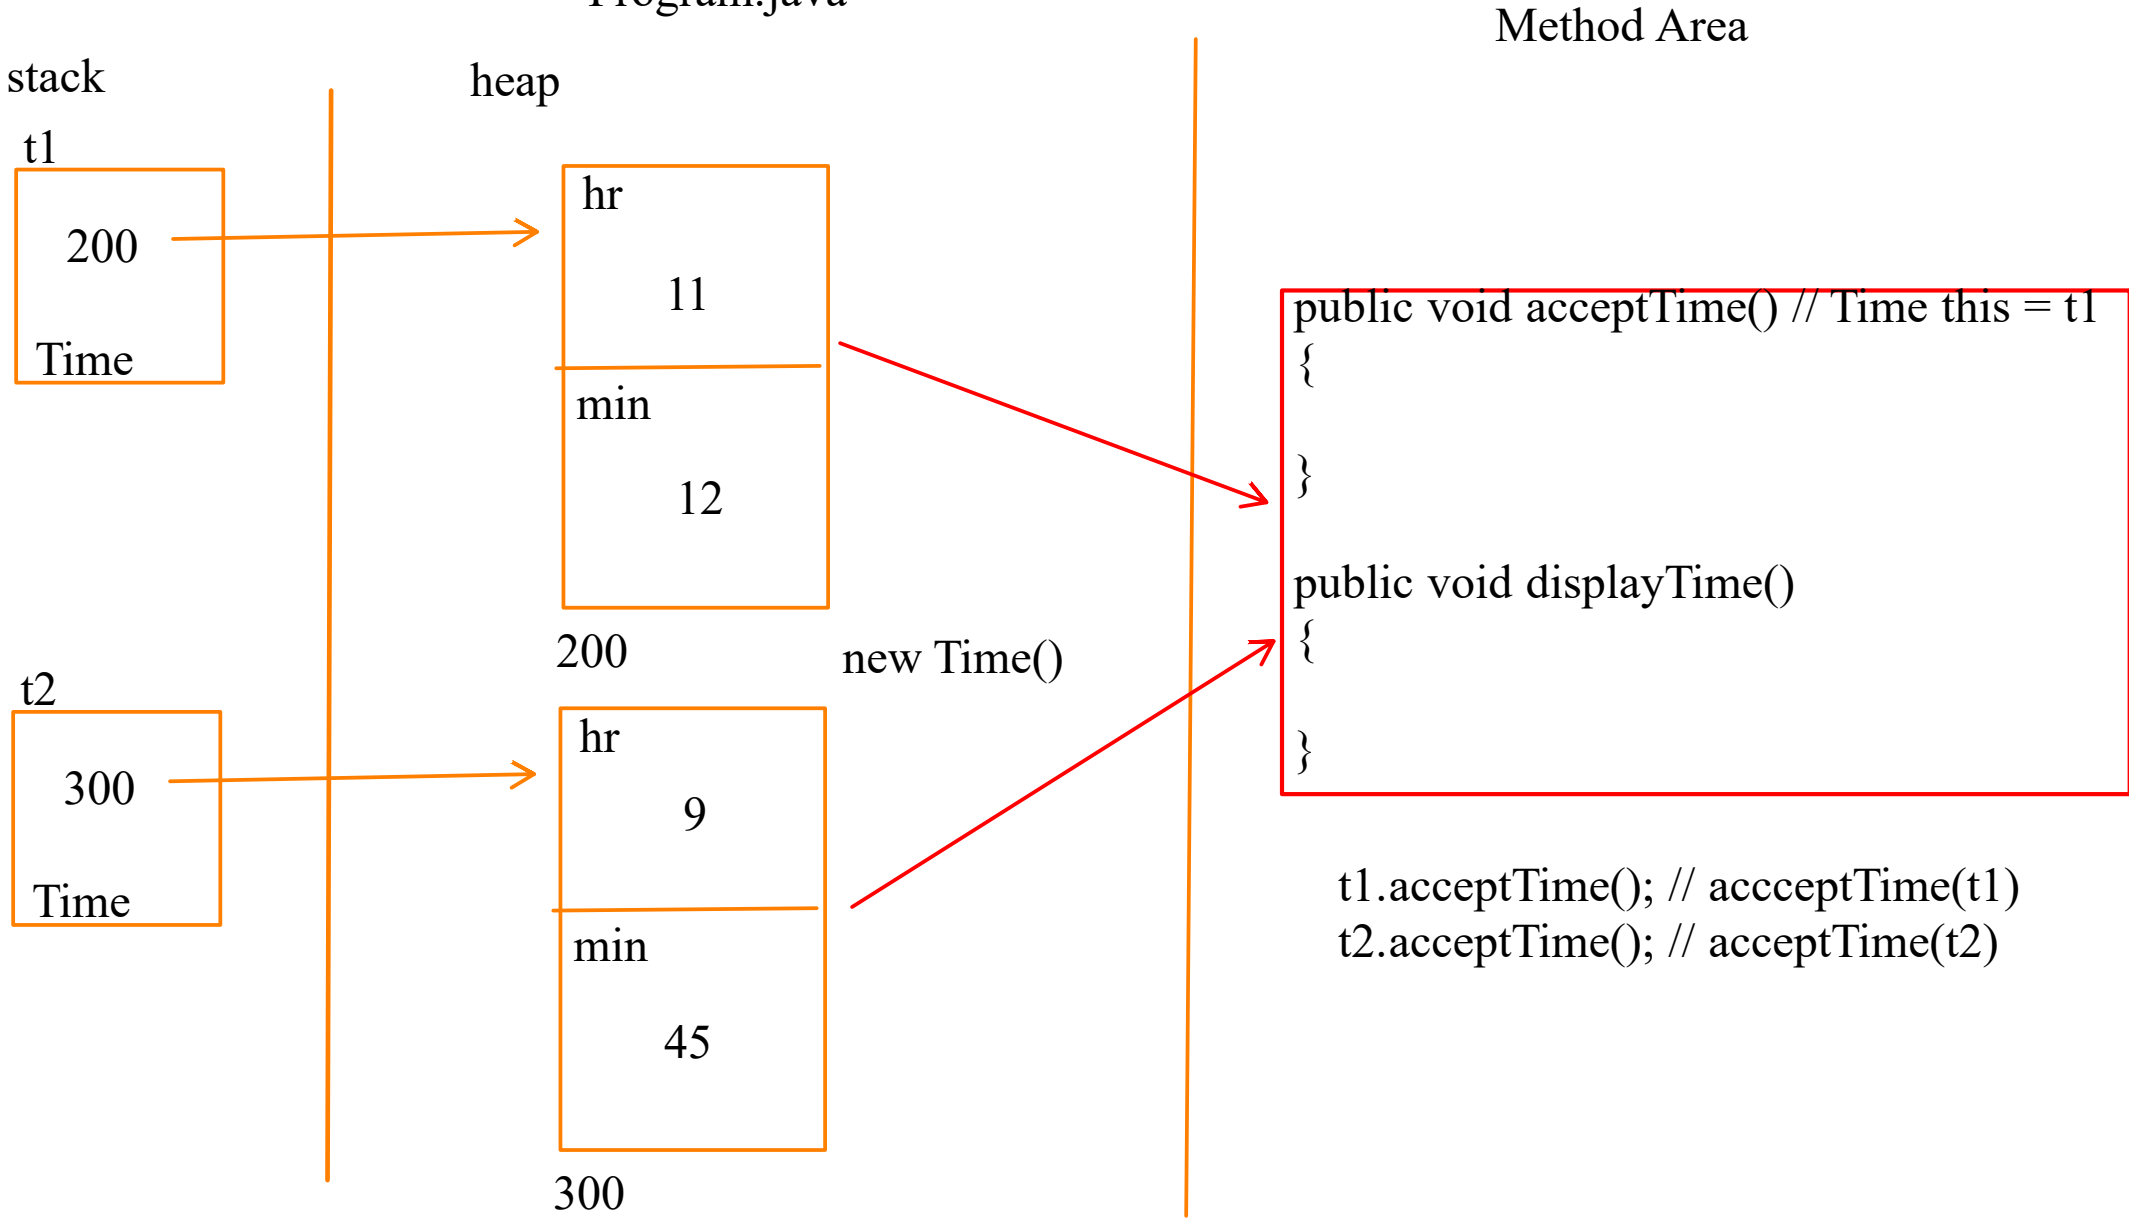 Program.java
Method Area
stack
heap
t1
200
Time
hr
11
min
12
200
new Time()
t2
300
Time
hr
9
min
45
300
public void acceptTime() // Time this = t1
{
}
public void displayTime()
{
}
t1.acceptTime(); // accceptTime(t1)
t2.acceptTime(); // acceptTime(t2)